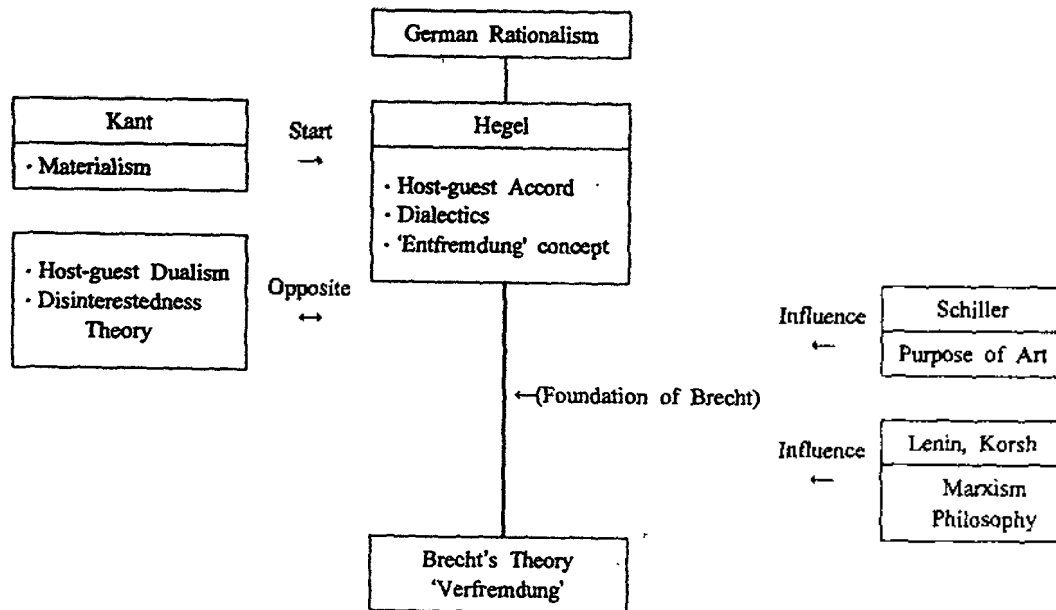 German Rationalism
Kant
· Materialism
Start
→
Hegel
· Host-guest Accord
· Dialectics
· 'Entfremdung' concept
· Host-guest Dualism
· Disinterestedness
Theory
Opposite
↔
Influence
←
Schiller
Purpose of Art
←(Foundation of Brecht)
Influence
←
Lenin, Korsh
Marxism
Philosophy
Brecht's Theory
'Verfremdung'